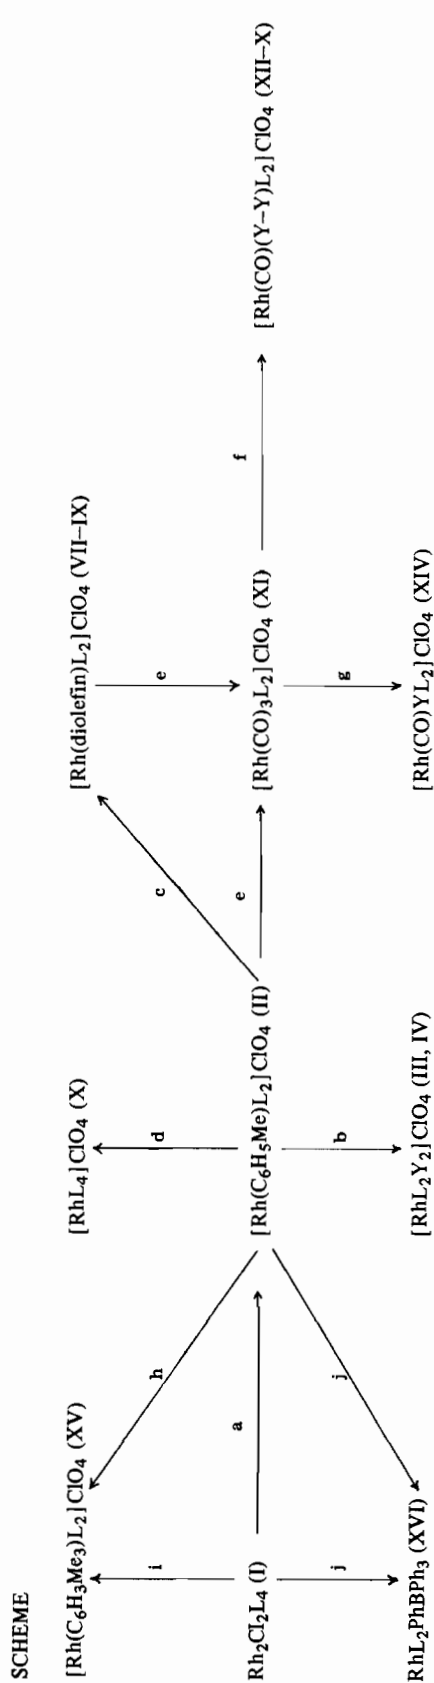 SCHEME
[Rh(C₆H₃Me₃)L₂]ClO₄ (XV)
[RhL₄]ClO₄ (X)
[Rh(diolefin)L₂]ClO₄ (VII–IX)
i
h
d
c
e
Rh₂Cl₂L₄ (I)
a
[Rh(C₆H₅Me)L₂]ClO₄ (II)
e
[Rh(CO)₃L₂]ClO₄ (XI)
f
[Rh(CO)(Y–Y)L₂]ClO₄ (XII–X)
j
j
b
g
RhL₂PhBPh₃ (XVI)
[RhL₂Y₂]ClO₄ (III, IV)
[Rh(CO)YL₂]ClO₄ (XIV)